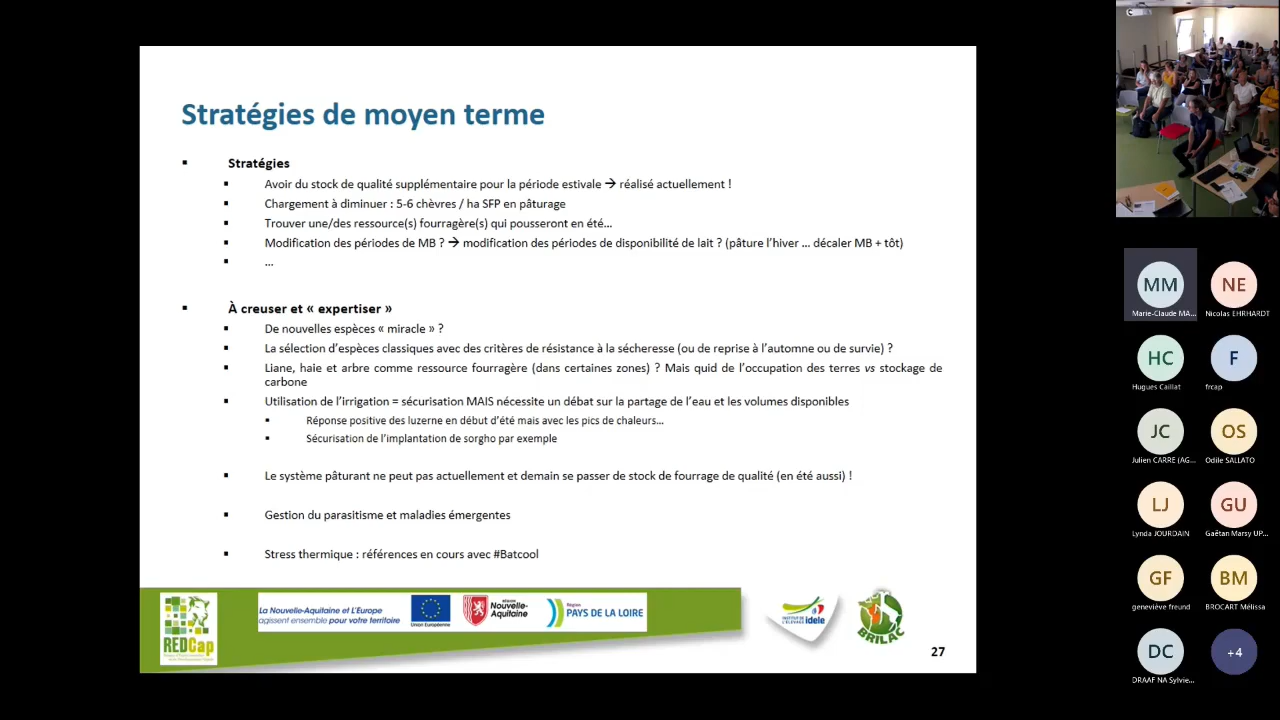 Stratégies de moyen terme
Stratégies
Avoir du stock de qualité supplémentaire pour la période estivale → réalisé actuellement !
Chargement à diminuer : 5-6 chèvres / ha SFP en pâturage
Trouver une/des ressource(s) fourragère(s) qui pousseront en été…
Modification des périodes de MB ? → modification des périodes de disponibilité de lait ? (pâture l'hiver … décaler MB + tôt)
…
À creuser et « expertiser »
De nouvelles espèces « miracle » ?
La sélection d'espèces classiques avec des critères de résistance à la sécheresse (ou de reprise à l'automne ou de survie) ?
Liane, haie et arbre comme ressource fourragère (dans certaines zones) ? Mais quid de l'occupation des terres vs stockage de
carbone
Utilisation de l'irrigation = sécurisation MAIS nécessite un débat sur la partage de l'eau et les volumes disponibles
Réponse positive des luzerne en début d'été mais avec les pics de chaleurs…
Sécurisation de l'implantation de sorgho par exemple
Le système pâturant ne peut pas actuellement et demain se passer de stock de fourrage de qualité (en été aussi) !
Gestion du parasitisme et maladies émergentes
Stress thermique : références en cours avec #Batcool
REDCap
La Nouvelle-Aquitaine et L'Europe
agissent ensemble pour votre territoire
Union Européenne
Nouvelle-
Aquitaine
Région
PAYS DE LA LOIRE
INSTITUT DE
L'ELEVAGE idele
BRILAC
27
MM
Marie-Claude MA...
NE
Nicolas EHRHARDT
HC
Hugues Caillat
F
frcap
JC
Julien CARRE (AG...
OS
Odile SALLATO
LJ
Lynda JOURDAIN
GU
Gaëtan Marsy UP...
GF
geneviève freund
BM
BROCART Mélissa
DC
DRAAF NA Sylvie...
+4